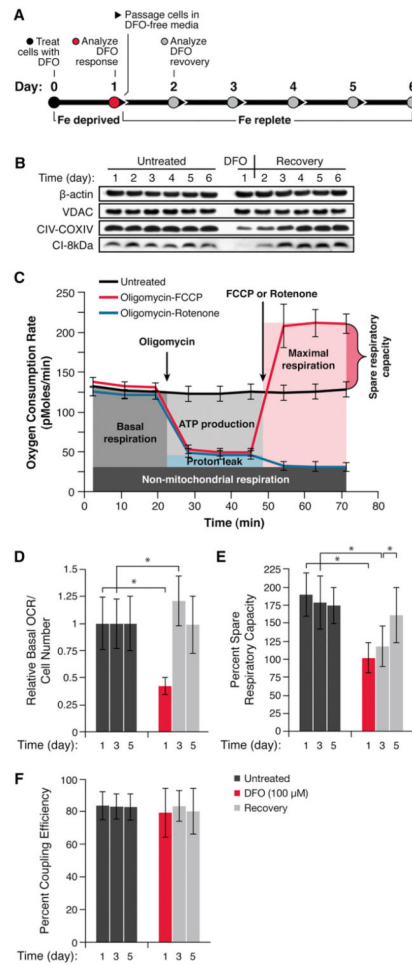 A
Passage cells in
DFO-free media
Treat
cells with
DFO
Analyze
DFO
response
Analyze
DFO
recovery
Day: 0 1 2 3 4 5 6
Fe deprived
Fe replete
B
Untreated DFO Recovery
Time (day): 1 2 3 4 5 6 1 2 3 4 5 6
β-actin
VDAC
CIV-COXIV
CI-8kDa
C
Untreated
Oligomycin-FCCP
Oligomycin-Rotenone
FCCP or Rotenone
Oligomycin
Oxygen Consumption Rate
(pMoles/min)
250
200
150
100
50
0
Maximal
respiration
Spare respiratory
capacity
Basal
respiration
ATP production
Proton leak
Non-mitochondrial respiration
0 10 20 30 40 50 60 70 80
Time (min)
D
Relative Basal OCR/
Cell Number
1.5
1.25
1
0.75
0.5
0.25
0
* *
Time (day): 1 3 5 1 3 5
E
Percent Spare
Respiratory Capacity
225
200
175
150
125
100
75
50
25
0
* * *
Time (day): 1 3 5 1 3 5
F
Percent Coupling Efficiency
100
80
60
40
20
0
Time (day): 1 3 5 1 3 5
Untreated
DFO (100 µM)
Recovery